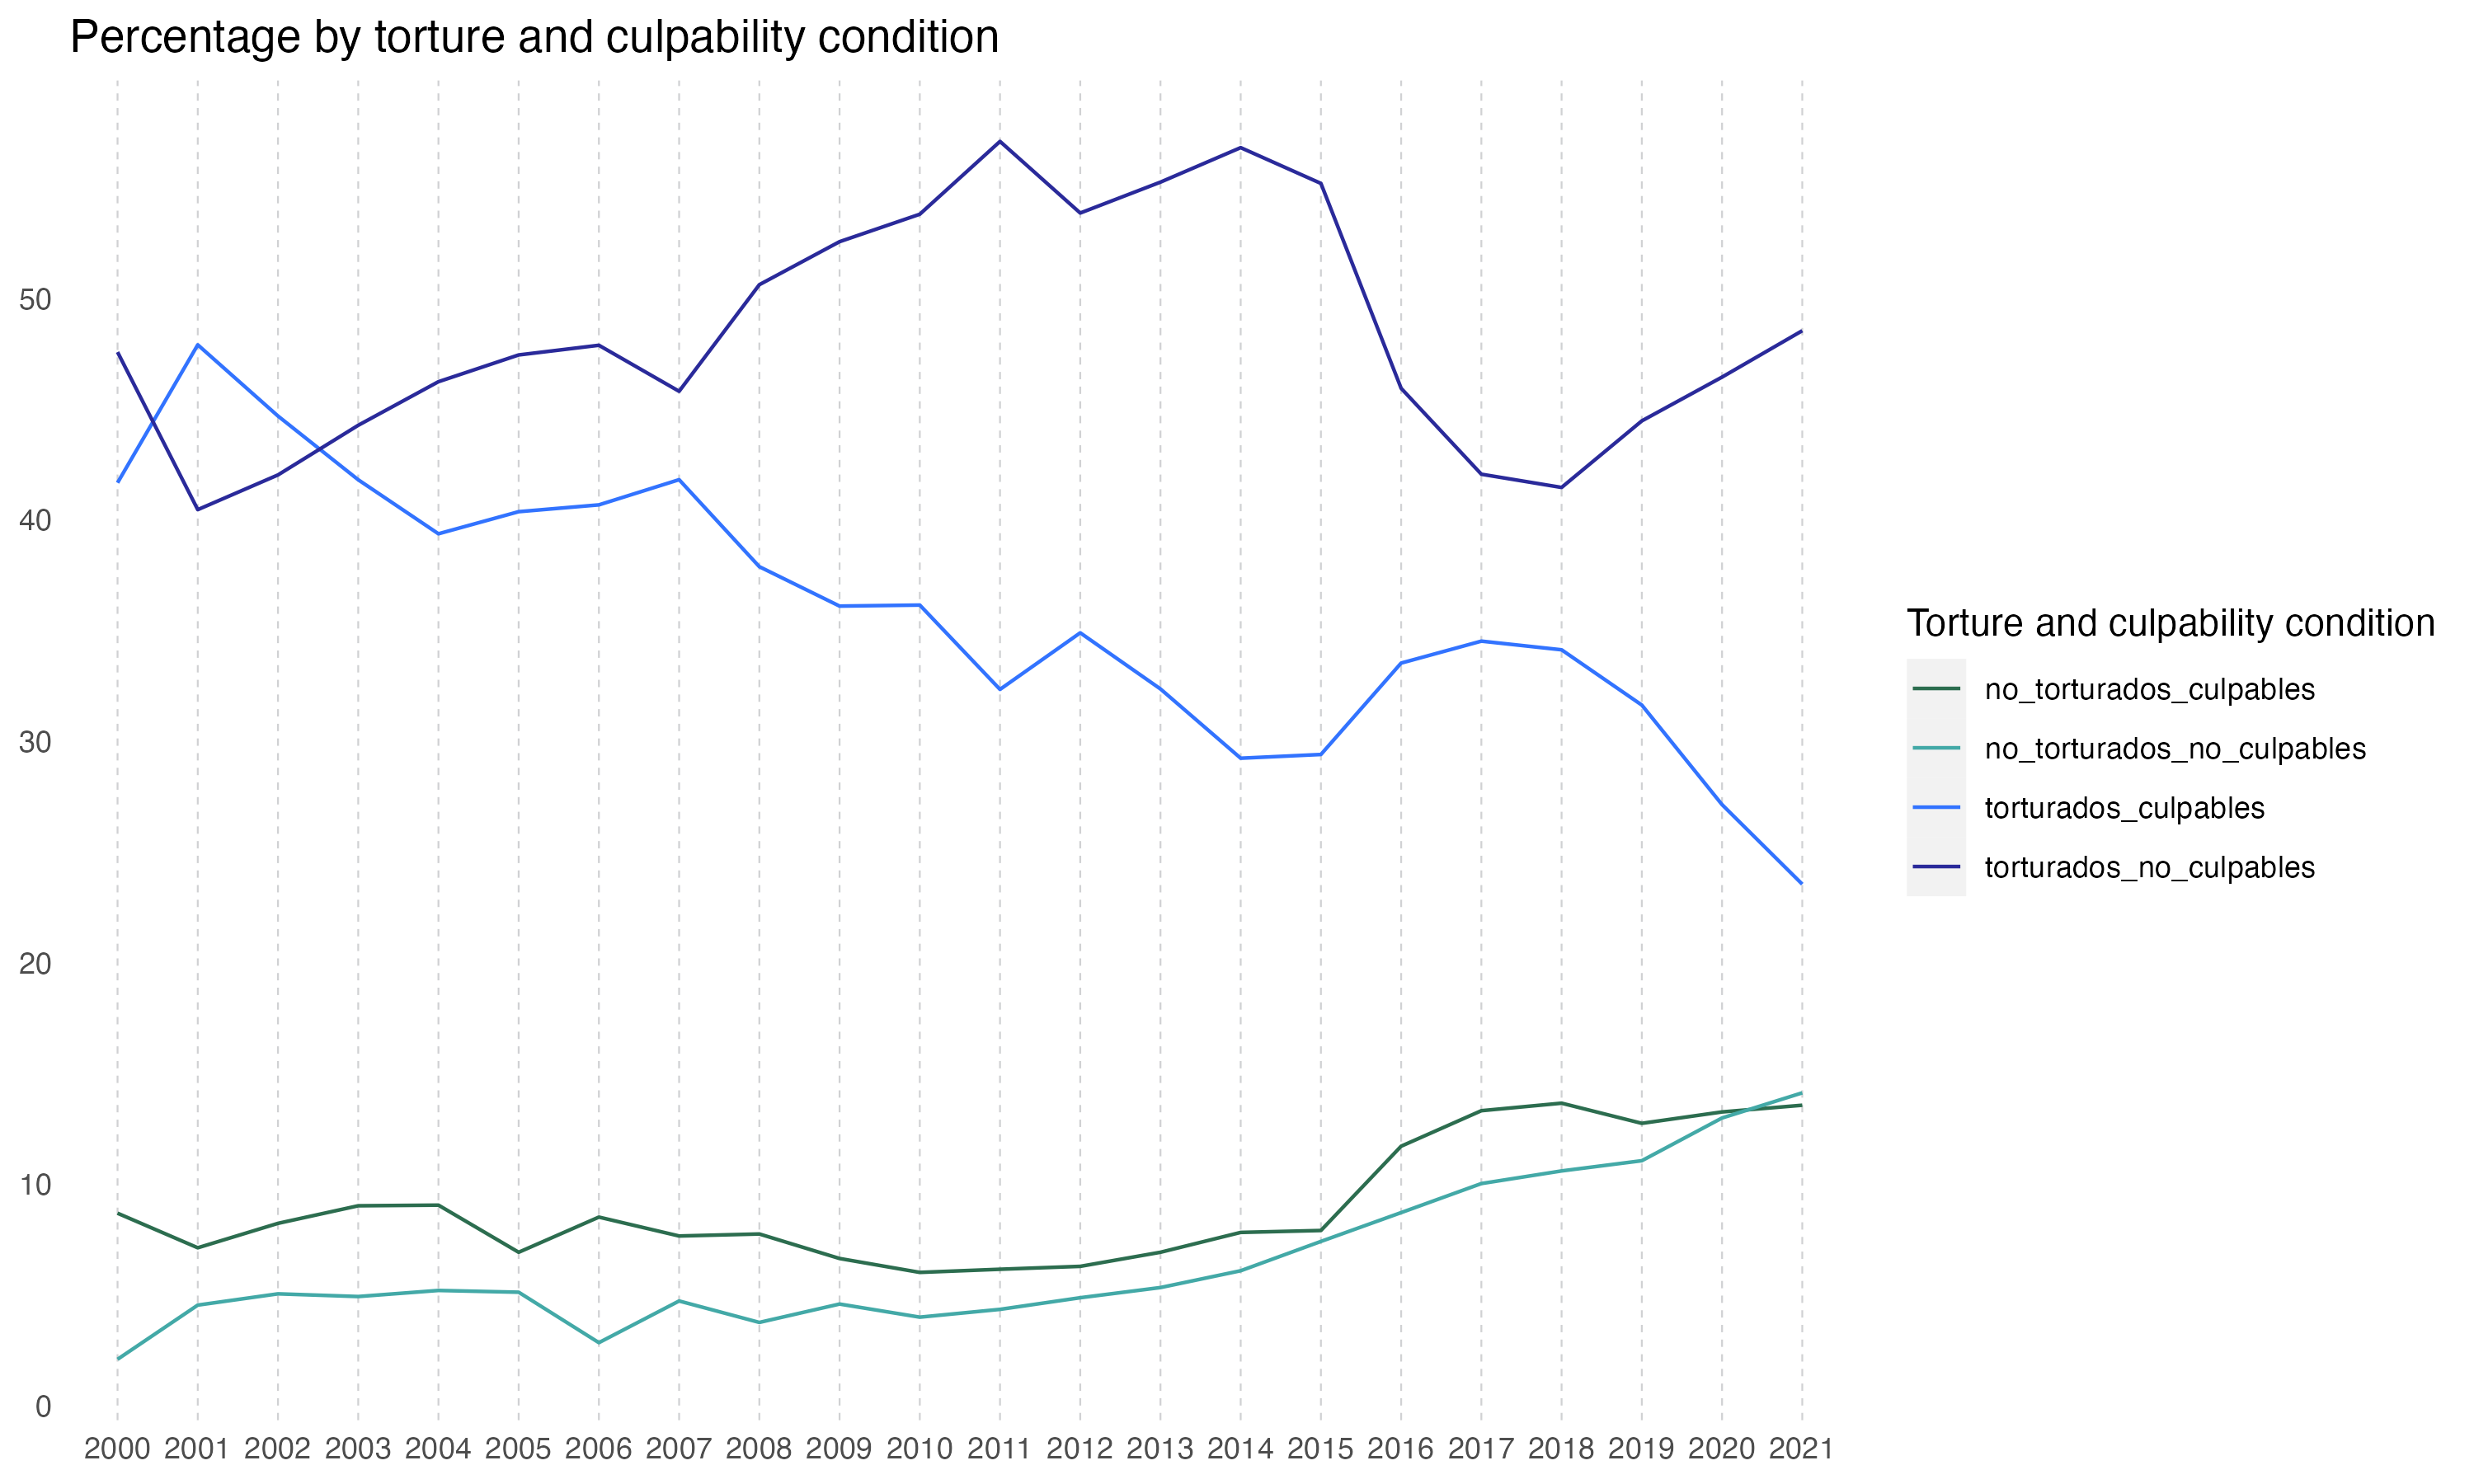 Percentage by torture and culpability condition
50
40
30
20
10
0
2000 2001 2002 2003 2004 2005 2006 2007 2008 2009 2010 2011 2012 2013 2014 2015 2016 2017 2018 2019 2020 2021
Torture and culpability condition
no_torturados_culpables
no_torturados_no_culpables
torturados_culpables
torturados_no_culpables